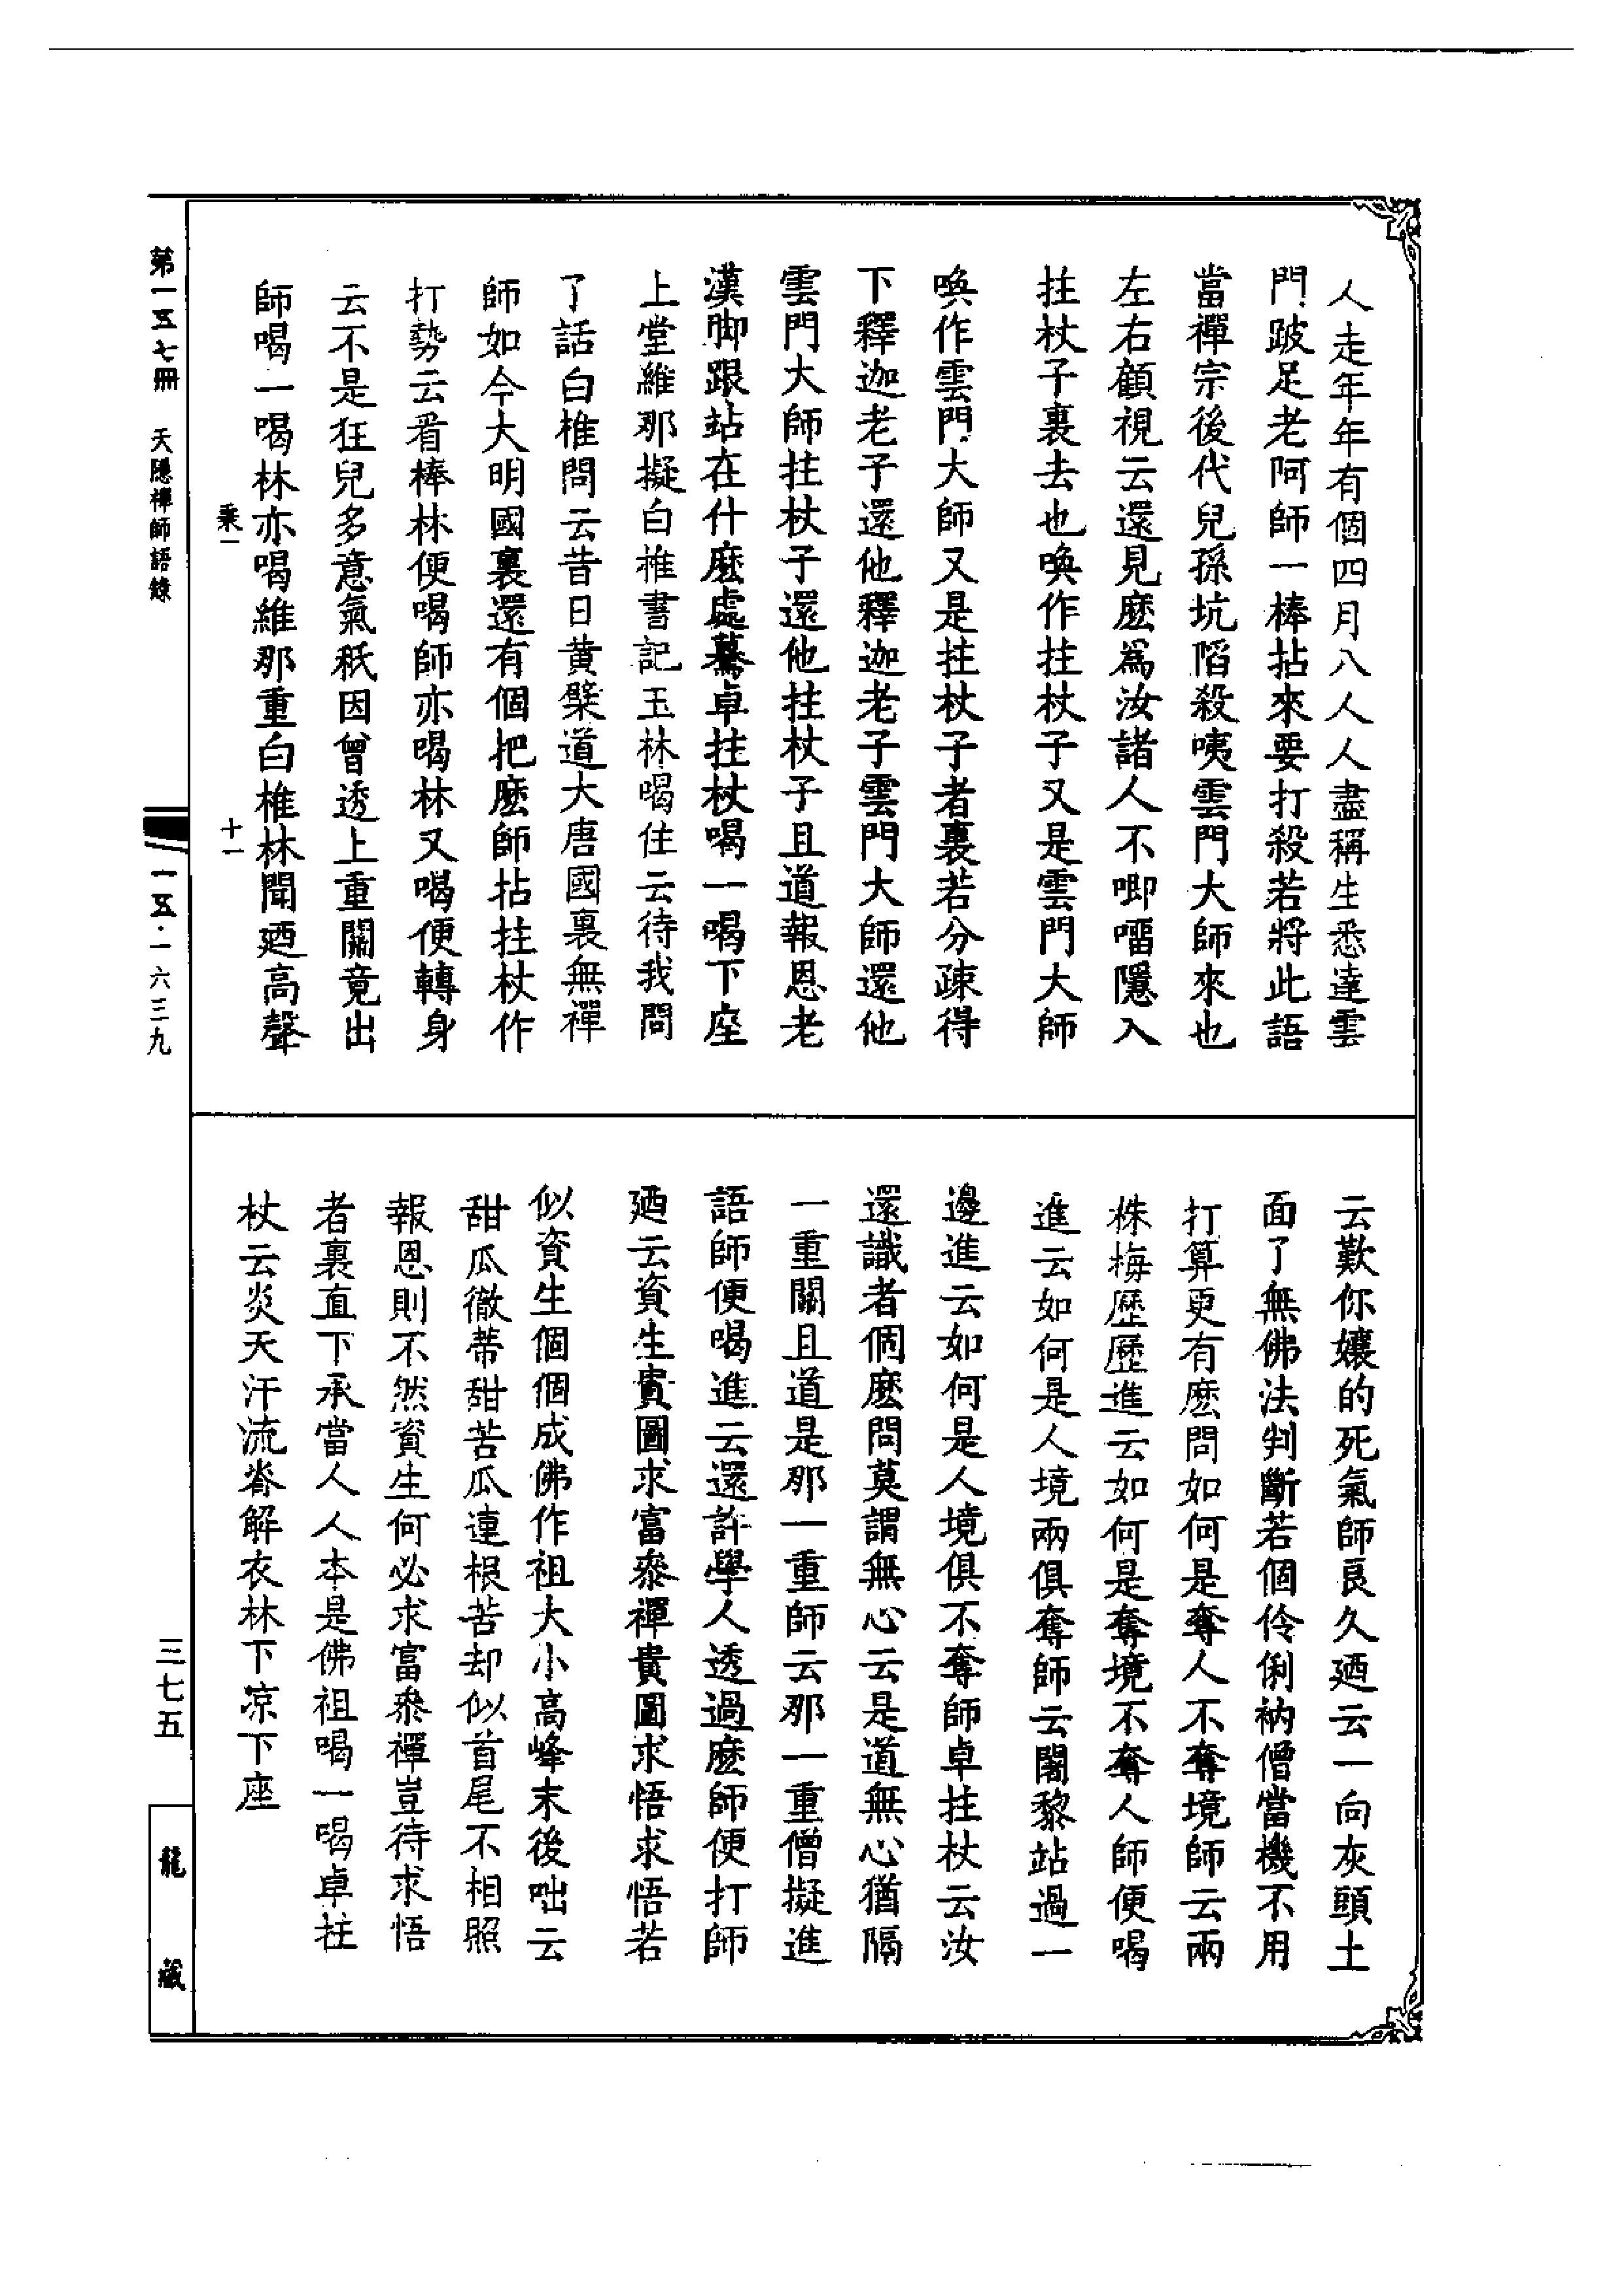 人走年年有個四月八人人盡稱生悉達雲
門跛足老阿師一棒拈來要打殺若將此語
當禪宗後代兒孫坑陷殺咦雲門大師來也
左右顧視云還見麼爲汝諸人不唧𠺕隱入
拄杖子裏去也喚作拄杖子又是雲門大師
喚作雲門大師又是拄杖子者裏若分疎得
下釋迦老子還他釋迦老子雲門大師還他
雲門大師拄杖子還他拄杖子且道報恩老
漢脚跟站在什麼處驀卓拄杖喝一喝下座
上堂維那擬白椎書記玉林喝住云待我問
了話白椎問云昔日黄檗道大唐國裏無禪
師如今大明國裏還有個把麼師拈拄杖作
打勢云看棒林便喝師亦喝林又喝便轉身
云不是狂兒多意氣秖因曾透上重關竟出
師喝一喝林亦喝維那重白椎林聞廼高聲
乗一
十一
云歎你孃的死氣師良久廼云一向灰頭土
面了無佛法判斷若個伶俐衲僧當機不用
打算更有麼問如何是奪人不奪境師云兩
株梅歷歷進云如何是奪境不奪人師便喝
進云如何是人境兩俱奪師云闍黎站過一
邊進云如何是人境俱不奪師卓拄杖云汝
還識者個麼問莫謂無心云是道無心猶隔
一重關且道是那一重師云那一重僧擬進
語師便喝進云還許學人透過麼師便打師
廼云資生貴圖求富叅禪貴圖求悟求悟若
似資生個個成佛作祖大小高峰末後咄云
甜瓜徹蒂甜苦瓜連根苦却似首尾不相照
報恩則不然資生何必求富叅禪豈待求悟
者裏直下承當人人本是佛祖喝一喝卓拄
杖云炎天汗流眷解衣林下凉下座
第一五七冊 天隱禪師語錄
一五·一六三九
三七五
龍藏